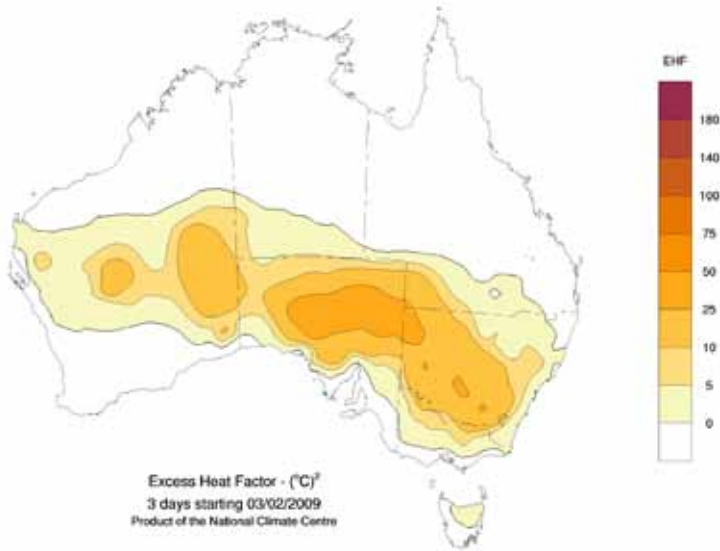 EHF
180
140
100
75
50
25
10
5
0
Excess Heat Factor - (°C)²
3 days starting 03/02/2009
Product of the National Climate Centre